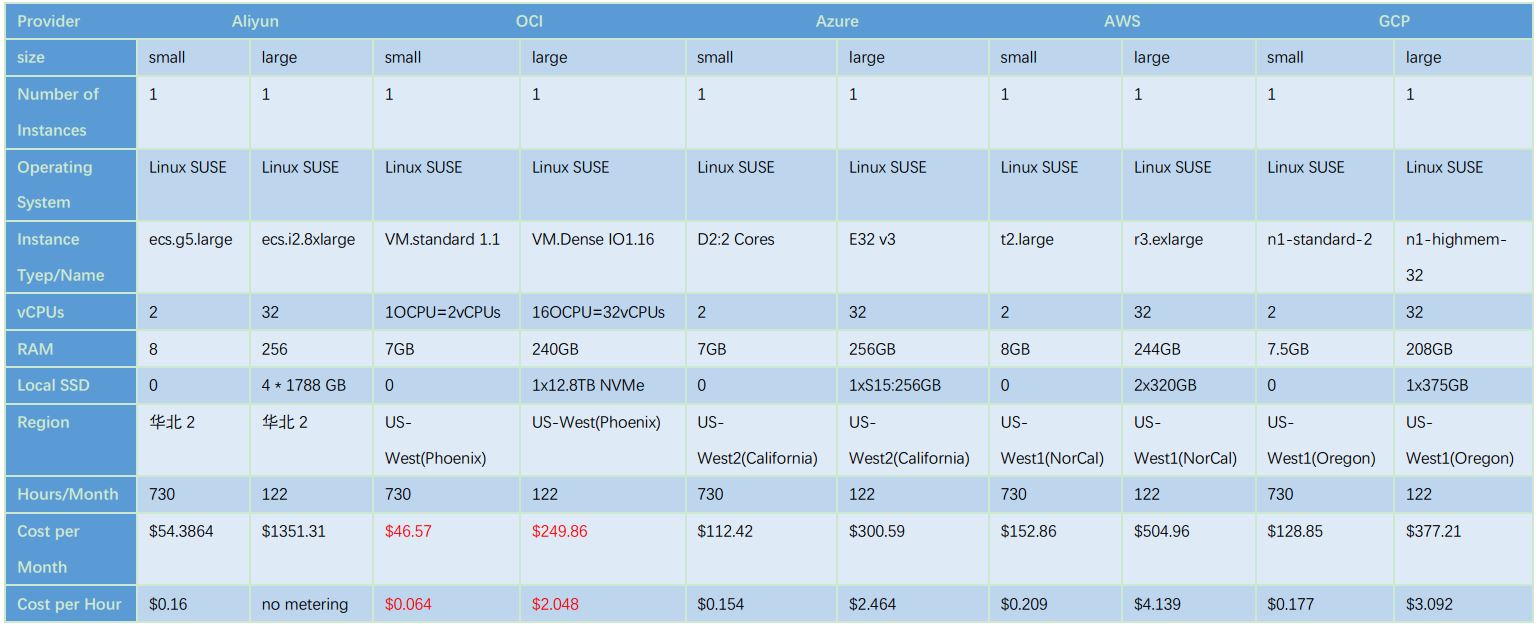 Provider Aliyun OCI Azure AWS GCP
size small large small large small large small large small large
Number of Instances 1 1 1 1 1 1 1 1 1 1
Operating System Linux SUSE Linux SUSE Linux SUSE Linux SUSE Linux SUSE Linux SUSE Linux SUSE Linux SUSE Linux SUSE Linux SUSE
Instance Tyep/Name ecs.g5.large ecs.i2.8xlarge VM.standard 1.1 VM.Dense IO1.16 D2:2 Cores E32 v3 t2.large r3.exlarge n1-standard-2 n1-highmem-32
vCPUs 2 32 1OCPU=2vCPUs 16OCPU=32vCPUs 2 32 2 32 2 32
RAM 8 256 7GB 240GB 7GB 256GB 8GB 244GB 7.5GB 208GB
Local SSD 0 4 * 1788 GB 0 1x12.8TB NVMe 0 1xS15:256GB 0 2x320GB 0 1x375GB
Region 华北 2 华北 2 US-West(Phoenix) US-West(Phoenix) US-West2(California) US-West2(California) US-West1(NorCal) US-West1(NorCal) US-West1(Oregon) US-West1(Oregon)
Hours/Month 730 122 730 122 730 122 730 122 730 122
Cost per Month $54.3864 $1351.31 $46.57 $249.86 $112.42 $300.59 $152.86 $504.96 $128.85 $377.21
Cost per Hour $0.16 no metering $0.064 $2.048 $0.154 $2.464 $0.209 $4.139 $0.177 $3.092